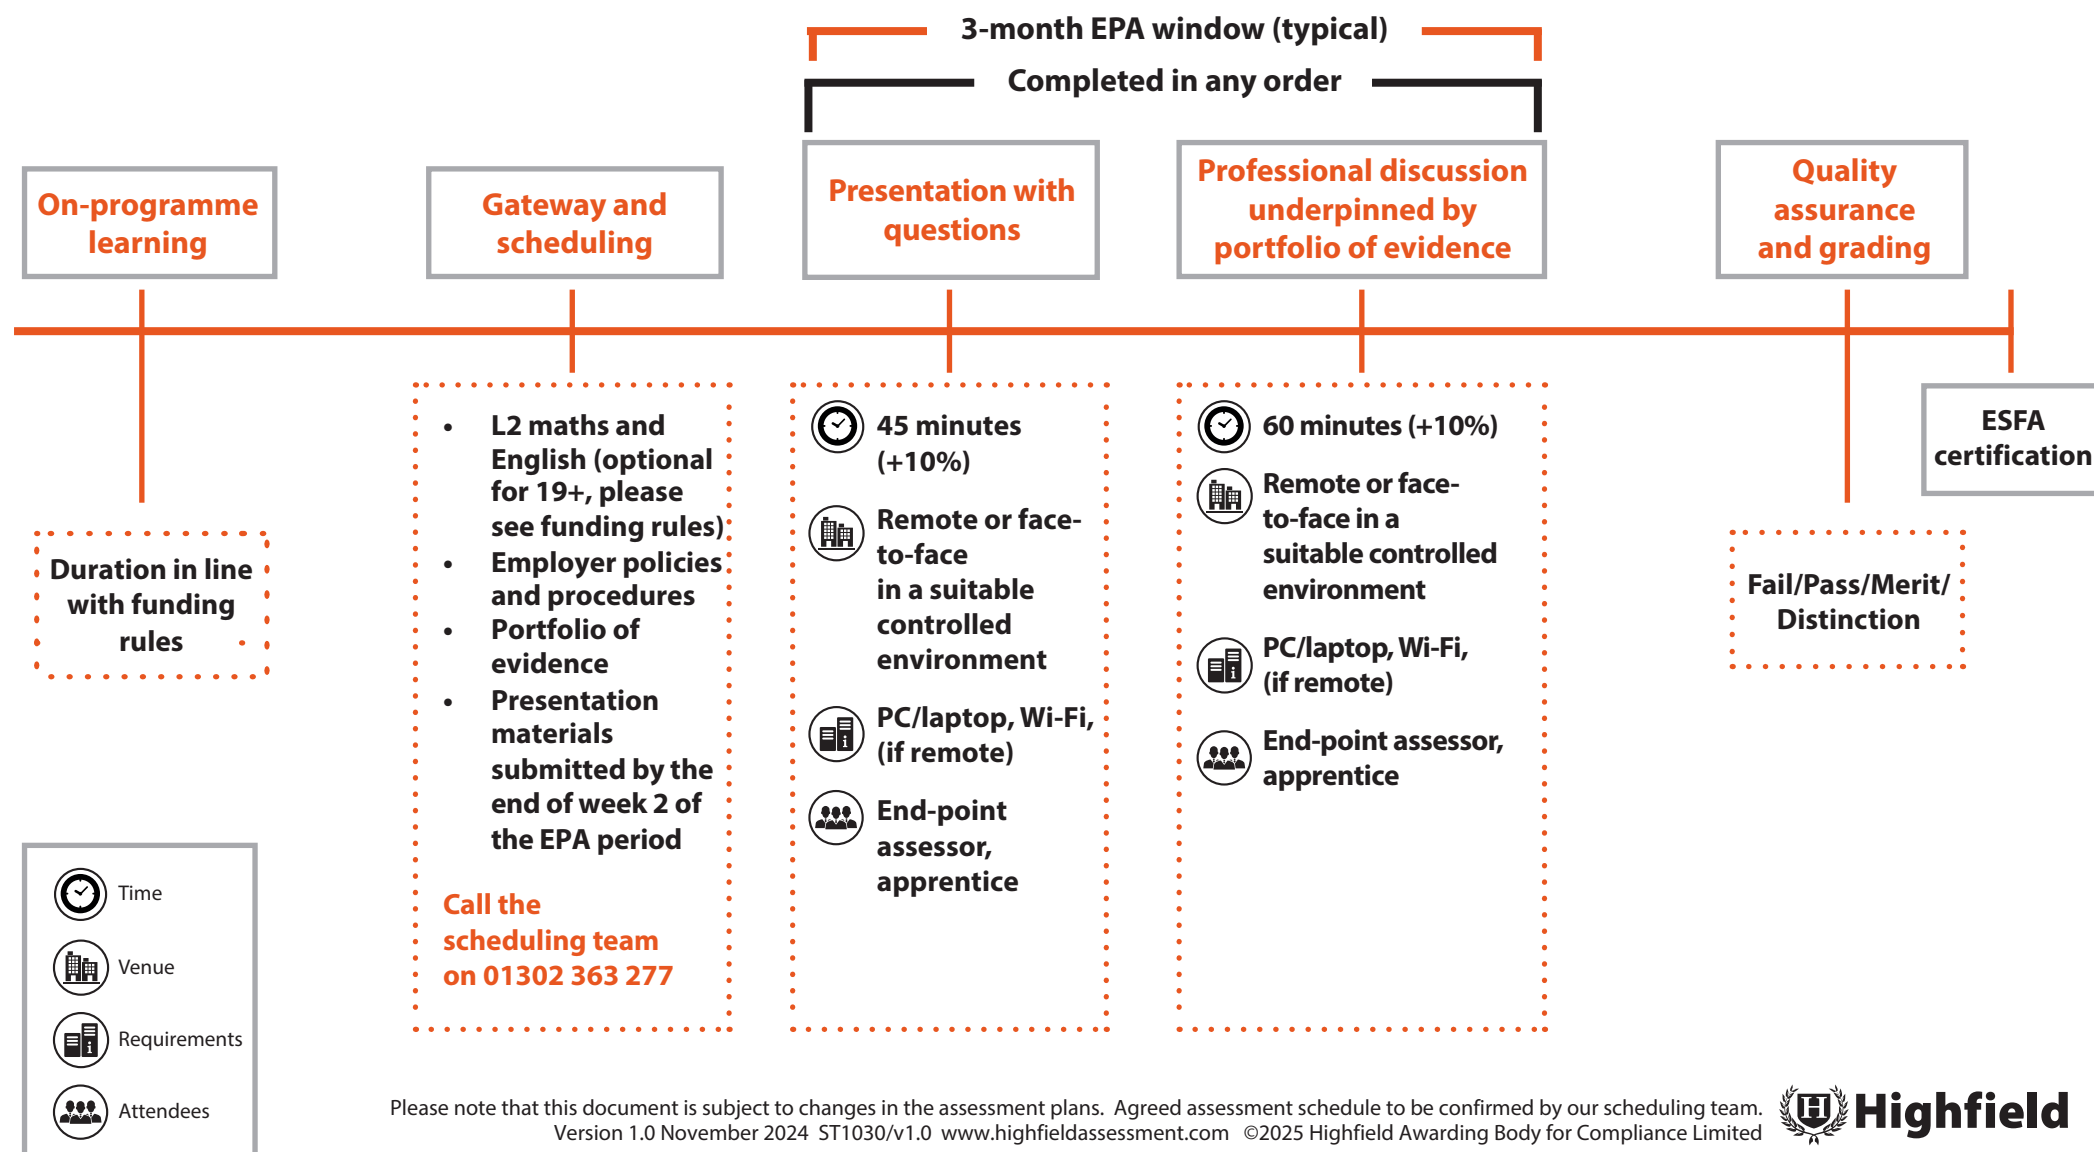 3-month EPA window (typical)
Completed in any order
On-programme
learning
Gateway and
scheduling
Presentation with
questions
Professional discussion
underpinned by
portfolio of evidence
Quality
assurance
and grading
Duration in line
with funding
rules
• L2 maths and
English (optional
for 19+, please
see funding rules)
• Employer policies
and procedures
• Portfolio of
evidence
• Presentation
materials
submitted by the
end of week 2 of
the EPA period
Call the
scheduling team
on 01302 363 277
45 minutes
(+10%)
Remote or face-
to-face
in a suitable
controlled
environment
PC/laptop, Wi-Fi,
(if remote)
End-point
assessor,
apprentice
60 minutes (+10%)
Remote or face-
to-face in a
suitable controlled
environment
PC/laptop, Wi-Fi,
(if remote)
End-point assessor,
apprentice
Fail/Pass/Merit/
Distinction
ESFA
certification
Time
Venue
Requirements
Attendees
Please note that this document is subject to changes in the assessment plans. Agreed assessment schedule to be confirmed by our scheduling team.
Version 1.0 November 2024 ST1030/v1.0 www.highfieldassessment.com ©2025 Highfield Awarding Body for Compliance Limited
H Highfield